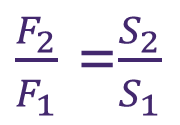 F₂/F₁ = S₂/S₁